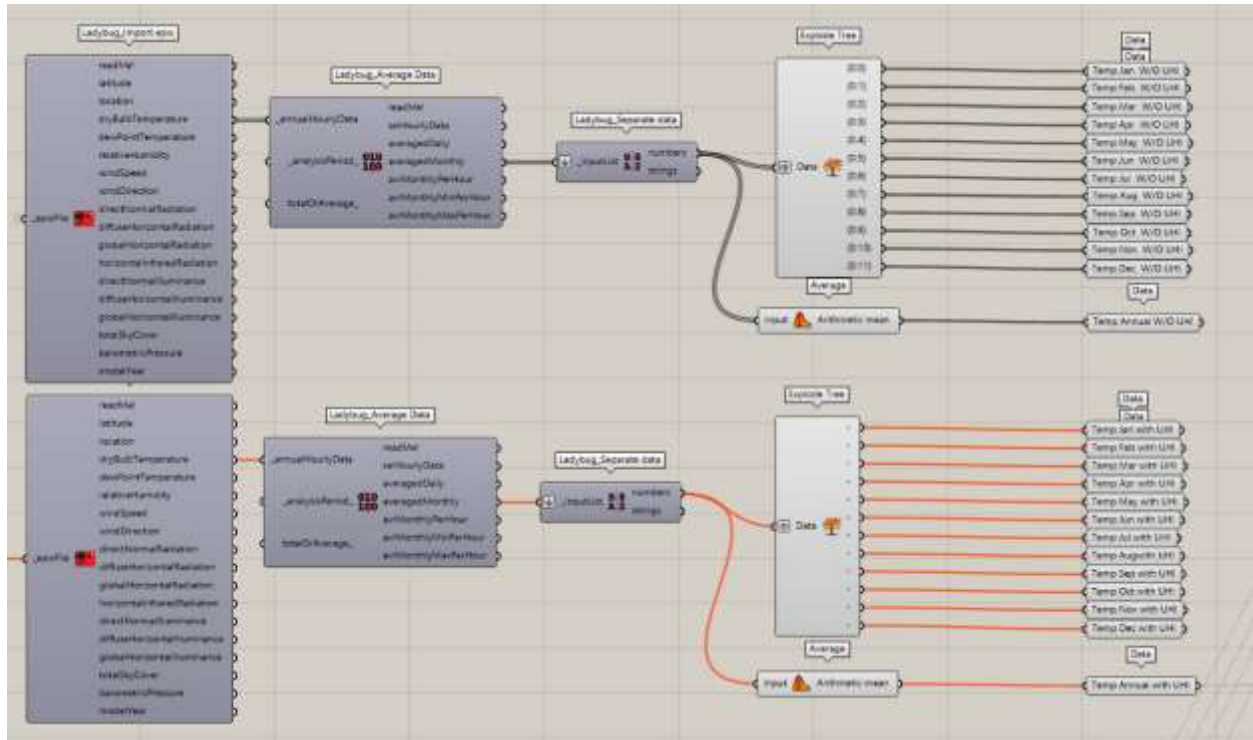 Ladybug_Import epw
readMe!
latitude
location
dryBulbTemperature
dewPointTemperature
relativeHumidity
windSpeed
windDirection
directNormalRadiation
diffuseHorizontalRadiation
globalHorizontalRadiation
horizontalInfraredRadiation
directNormalIlluminance
diffuseHorizontalIlluminance
globalHorizontalIlluminance
totalSkyCover
barometricPressure
modelYear
_epwFile
Ladybug_Average Data
_annualHourlyData
_analysisPeriod_
totalOrAverage_
readMe!
selHourlyData
averagedDaily
averagedMonthly
avrMonthlyPerHour
avrMonthlyMinPerHour
avrMonthlyMaxPerHour
Ladybug_Separate data
_inputList
numbers
strings
Explode Tree
Data
{0;0}
{0;1}
{0;2}
{0;3}
{0;4}
{0;5}
{0;6}
{0;7}
{0;8}
{0;9}
{0;10}
{0;11}
Data
Data
Temp Jan W/O UHI
Temp Feb W/O UHI
Temp Mar W/O UHI
Temp Apr W/O UHI
Temp May W/O UHI
Temp Jun W/O UHI
Temp Jul W/O UHI
Temp Aug W/O UHI
Temp Sep W/O UHI
Temp Oct W/O UHI
Temp Nov W/O UHI
Temp Dec W/O UHI
Average
Input Arithmetic mean
Data
Temp Annual W/O UHI
readMe!
latitude
location
dryBulbTemperature
dewPointTemperature
relativeHumidity
windSpeed
windDirection
directNormalRadiation
diffuseHorizontalRadiation
globalHorizontalRadiation
horizontalInfraredRadiation
directNormalIlluminance
diffuseHorizontalIlluminance
globalHorizontalIlluminance
totalSkyCover
barometricPressure
modelYear
_epwFile
Ladybug_Average Data
_annualHourlyData
_analysisPeriod_
totalOrAverage_
readMe!
selHourlyData
averagedDaily
averagedMonthly
avrMonthlyPerHour
avrMonthlyMinPerHour
avrMonthlyMaxPerHour
Ladybug_Separate data
_inputList
numbers
strings
Explode Tree
Data
Data
Data
Temp Jan with UHI
Temp Feb with UHI
Temp Mar with UHI
Temp Apr with UHI
Temp May with UHI
Temp Jun with UHI
Temp Jul with UHI
Temp Augwith UHI
Temp Sep with UHI
Temp Oct with UHI
Temp Nov with UHI
Temp Dec with UHI
Average
Input Arithmetic mean
Data
Temp Annual with UHI